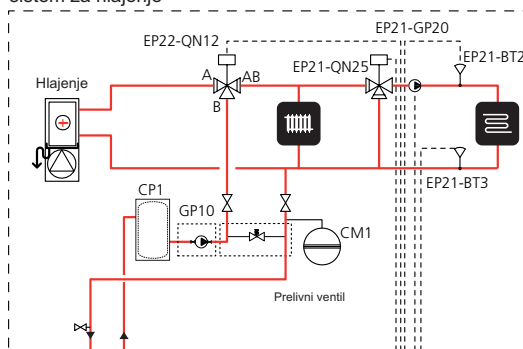 sistem za hlajenje
EP21-GP20
EP22-QN12
EP21-BT2
EP21-QN25
A
AB
Hlajenje
B
EP21-BT3
CP1
GP10
CM1
Prelivni ventil